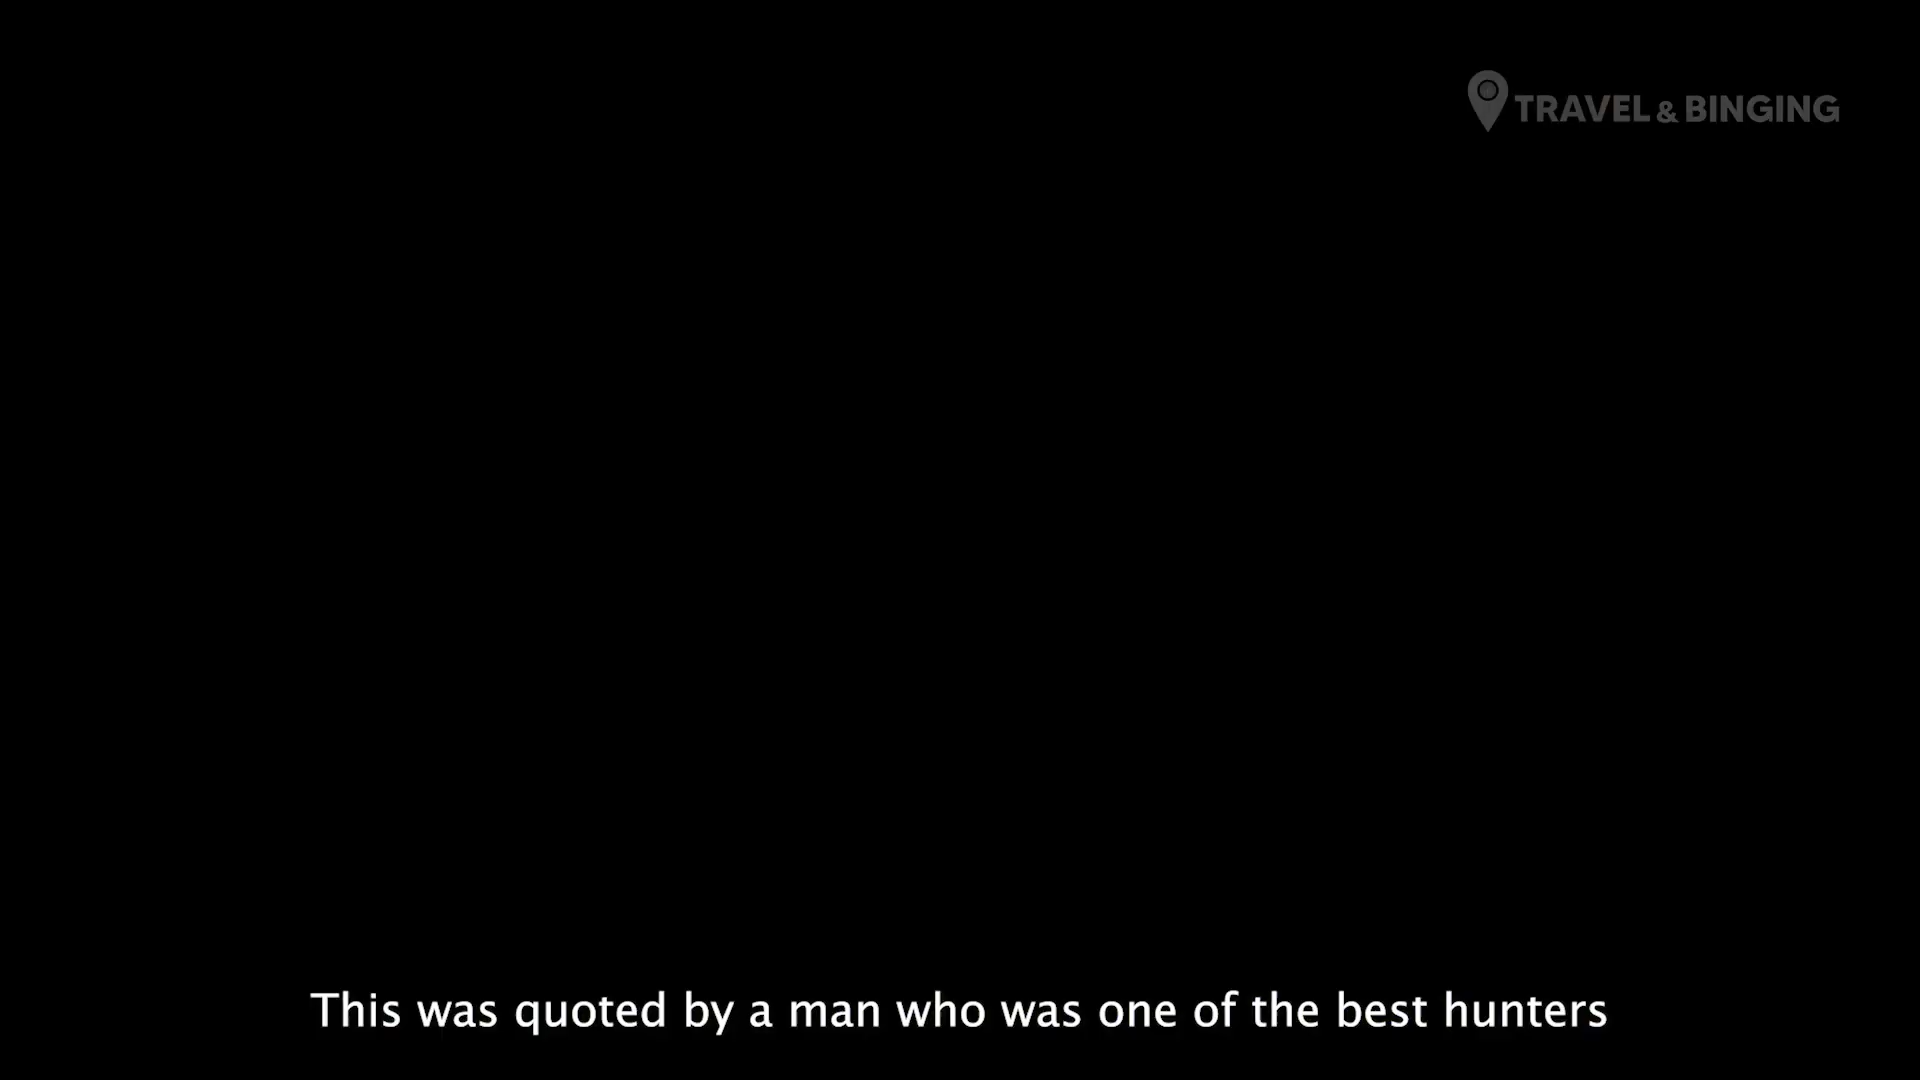 TRAVEL & BINGING
This was quoted by a man who was one of the best hunters